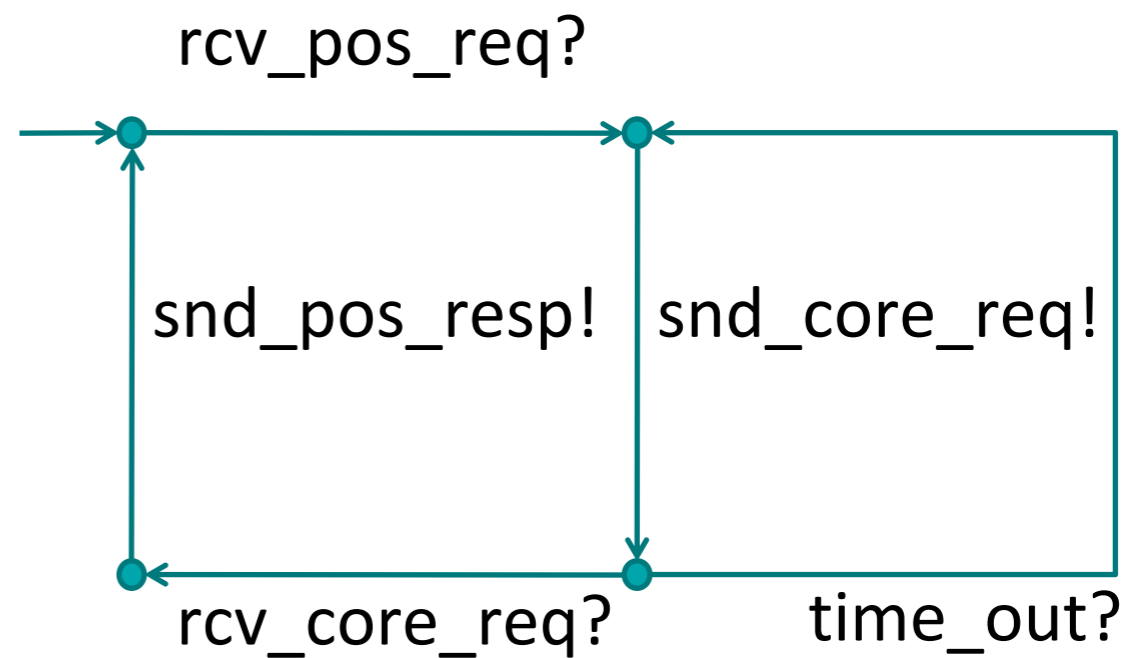 rcv_pos_req?
snd_pos_resp!
snd_core_req!
rcv_core_req?
time_out?